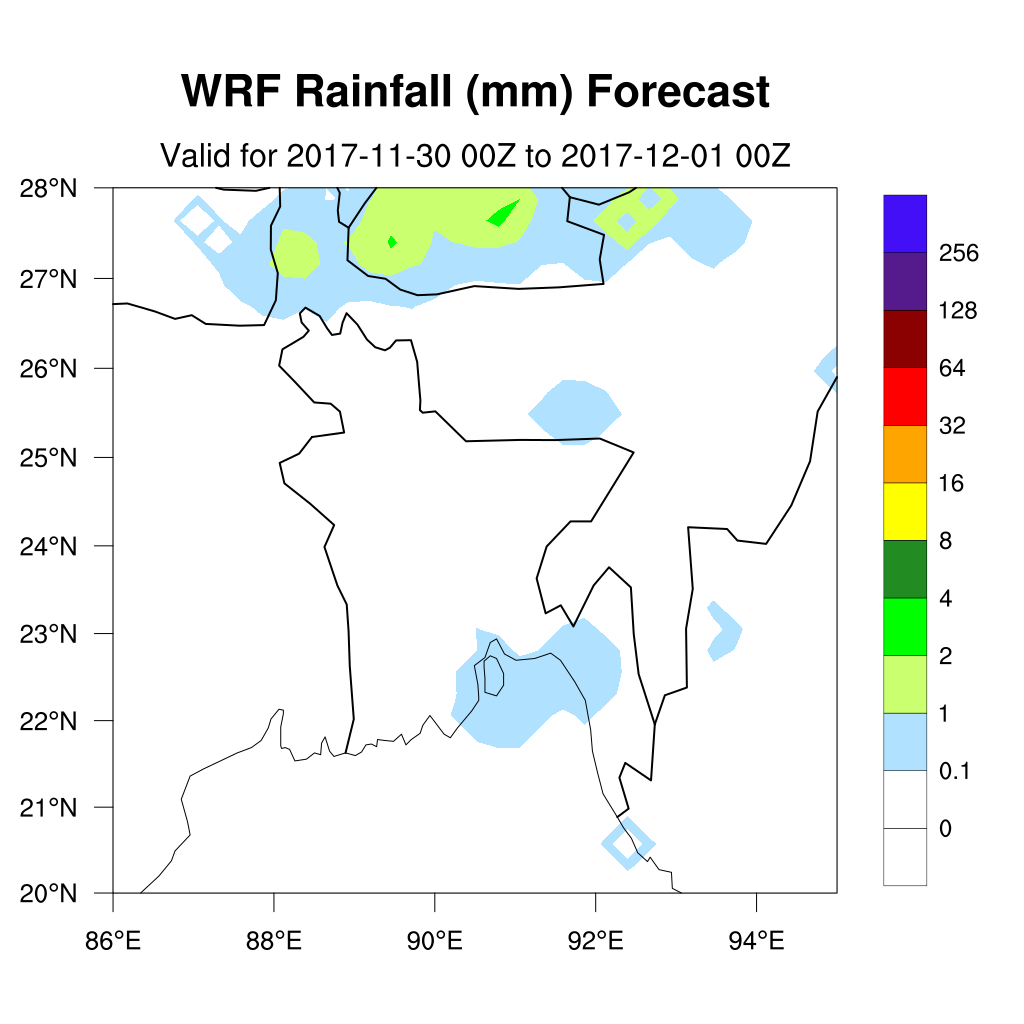 WRF Rainfall (mm) Forecast
Valid for 2017-11-30 00Z to 2017-12-01 00Z
28°N
27°N
26°N
25°N
24°N
23°N
22°N
21°N
20°N
86°E 88°E 90°E 92°E 94°E
256
128
64
32
16
8
4
2
1
0.1
0